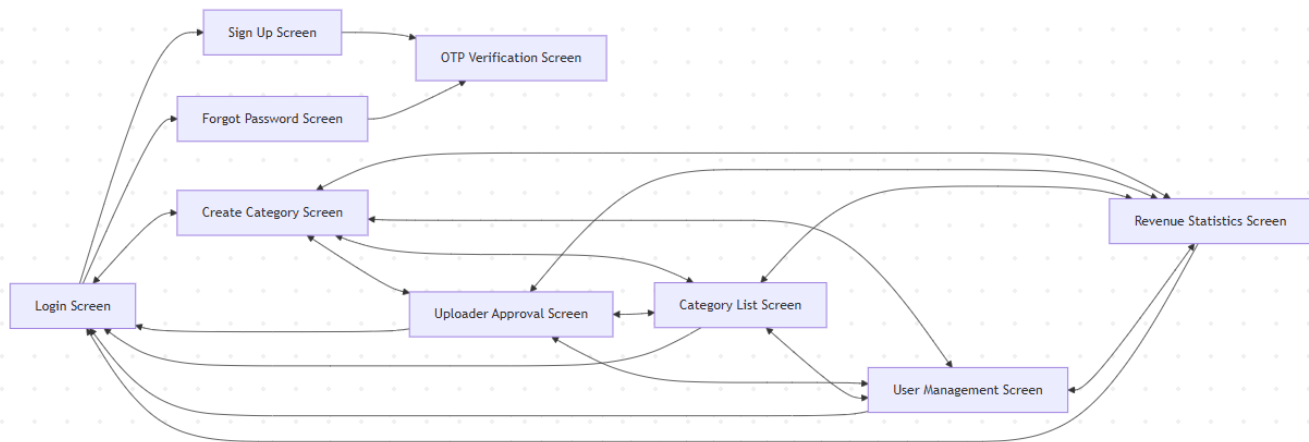 Sign Up Screen
OTP Verification Screen
Forgot Password Screen
Create Category Screen
Revenue Statistics Screen
Login Screen
Uploader Approval Screen
Category List Screen
User Management Screen